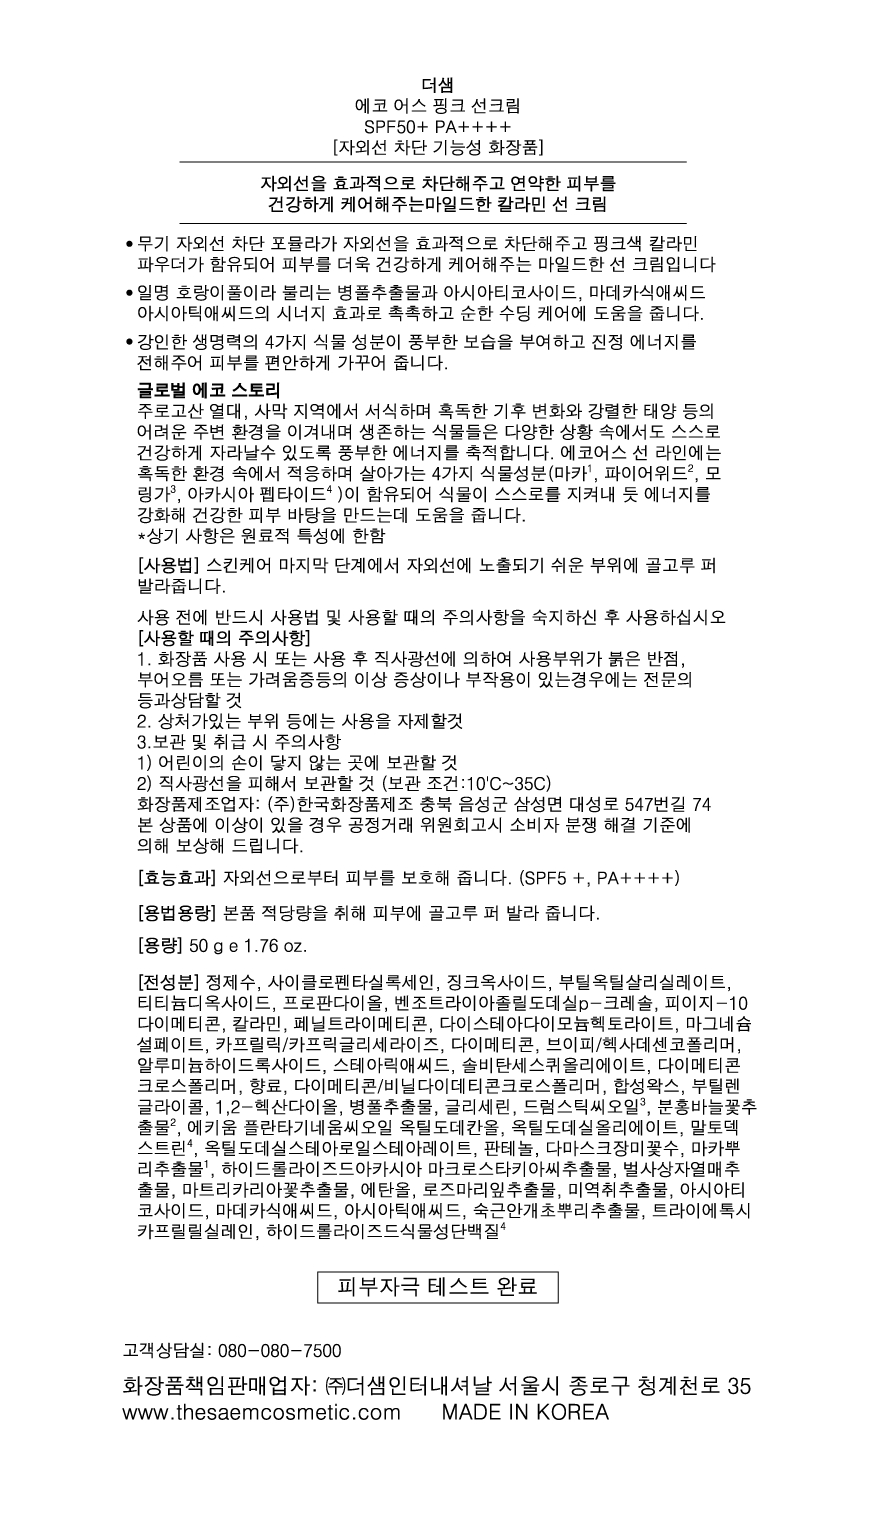 더샘
에코 어스 핑크 선크림
SPF50+ PA++++
[자외선 차단 기능성 화장품]
자외선을 효과적으로 차단해주고 연약한 피부를
건강하게 케어해주는마일드한 칼라민 선 크림
•무기 자외선 차단 포뮬라가 자외선을 효과적으로 차단해주고 핑크색 칼라민
파우더가 함유되어 피부를 더욱 건강하게 케어해주는 마일드한 선 크림입니다
•일명 호랑이풀이라 불리는 병풀추출물과 아시아티코사이드, 마데카식애씨드
아시아틱애씨드의 시너지 효과로 촉촉하고 순한 수딩 케어에 도움을 줍니다.
•강인한 생명력의 4가지 식물 성분이 풍부한 보습을 부여하고 진정 에너지를
전해주어 피부를 편안하게 가꾸어 줍니다.
글로벌 에코 스토리
주로고산 열대, 사막 지역에서 서식하며 혹독한 기후 변화와 강렬한 태양 등의
어려운 주변 환경을 이겨내며 생존하는 식물들은 다양한 상황 속에서도 스스로
건강하게 자라날수 있도록 풍부한 에너지를 축적합니다. 에코어스 선 라인에는
혹독한 환경 속에서 적응하며 살아가는 4가지 식물성분(마카¹, 파이어위드², 모
링가³, 아카시아 펩타이드⁴ )이 함유되어 식물이 스스로를 지켜내 듯 에너지를
강화해 건강한 피부 바탕을 만드는데 도움을 줍니다.
*상기 사항은 원료적 특성에 한함
[사용법] 스킨케어 마지막 단계에서 자외선에 노출되기 쉬운 부위에 골고루 퍼
발라줍니다.
사용 전에 반드시 사용법 및 사용할 때의 주의사항을 숙지하신 후 사용하십시오
[사용할 때의 주의사항]
1. 화장품 사용 시 또는 사용 후 직사광선에 의하여 사용부위가 붉은 반점,
부어오름 또는 가려움증등의 이상 증상이나 부작용이 있는경우에는 전문의
등과상담할 것
2. 상처가있는 부위 등에는 사용을 자제할것
3.보관 및 취급 시 주의사항
1) 어린이의 손이 닿지 않는 곳에 보관할 것
2) 직사광선을 피해서 보관할 것 (보관 조건:10'C~35C)
화장품제조업자: (주)한국화장품제조 충북 음성군 삼성면 대성로 547번길 74
본 상품에 이상이 있을 경우 공정거래 위원회고시 소비자 분쟁 해결 기준에
의해 보상해 드립니다.
[효능효과] 자외선으로부터 피부를 보호해 줍니다. (SPF5 +, PA++++)
[용법용량] 본품 적당량을 취해 피부에 골고루 퍼 발라 줍니다.
[용량] 50 g e 1.76 oz.
[전성분] 정제수, 사이클로펜타실록세인, 징크옥사이드, 부틸옥틸살리실레이트,
티티늄디옥사이드, 프로판다이올, 벤조트라이아졸릴도데실p-크레솔, 피이지-10
다이메티콘, 칼라민, 페닐트라이메티콘, 다이스테아다이모늄헥토라이트, 마그네슘
설페이트, 카프릴릭/카프릭글리세라이즈, 다이메티콘, 브이피/헥사데센코폴리머,
알루미늄하이드록사이드, 스테아릭애씨드, 솔비탄세스퀴올리에이트, 다이메티콘
크로스폴리머, 향료, 다이메티콘/비닐다이데티콘크로스폴리머, 합성왁스, 부틸렌
글라이콜, 1,2-헥산다이올, 병풀추출물, 글리세린, 드럼스틱씨오일³, 분홍바늘꽃추
출물², 에키움 플란타기네움씨오일 옥틸도데칸올, 옥틸도데실올리에이트, 말토덱
스트린⁴, 옥틸도데실스테아로일스테아레이트, 판테놀, 다마스크장미꽃수, 마카뿌
리추출물¹, 하이드롤라이즈드아카시아 마크로스타키아씨추출물, 벌사상자열매추
출물, 마트리카리아꽃추출물, 에탄올, 로즈마리잎추출물, 미역취추출물, 아시아티
코사이드, 마데카식애씨드, 아시아틱애씨드, 숙근안개초뿌리추출물, 트라이에톡시
카프릴릴실레인, 하이드롤라이즈드식물성단백질⁴
피부자극 테스트 완료
고객상담실: 080-080-7500
화장품책임판매업자: ㈜더샘인터내셔날 서울시 종로구 청계천로 35
www.thesaemcosmetic.com MADE IN KOREA